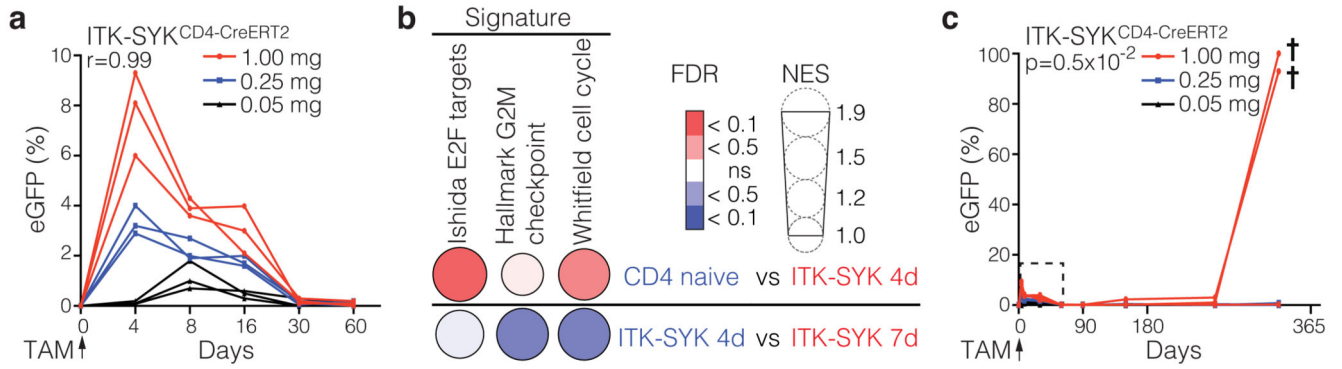 a
ITK-SYK^CD4-CreERT2
r=0.99
1.00 mg
0.25 mg
0.05 mg
eGFP (%)
10
8
6
4
2
0
0 4 8 16 30 60
TAM
Days
b
Signature
Ishida E2F targets
Hallmark G2M
checkpoint
Whitfield cell cycle
FDR
< 0.1
< 0.5
ns
< 0.5
< 0.1
NES
1.9
1.5
1.2
1.0
CD4 naive vs ITK-SYK 4d
ITK-SYK 4d vs ITK-SYK 7d
c
ITK-SYK^CD4-CreERT2
p=0.5x10^-2
1.00 mg
0.25 mg
0.05 mg
†
†
eGFP (%)
100
80
60
40
20
0
0 90 180 365
TAM
Days